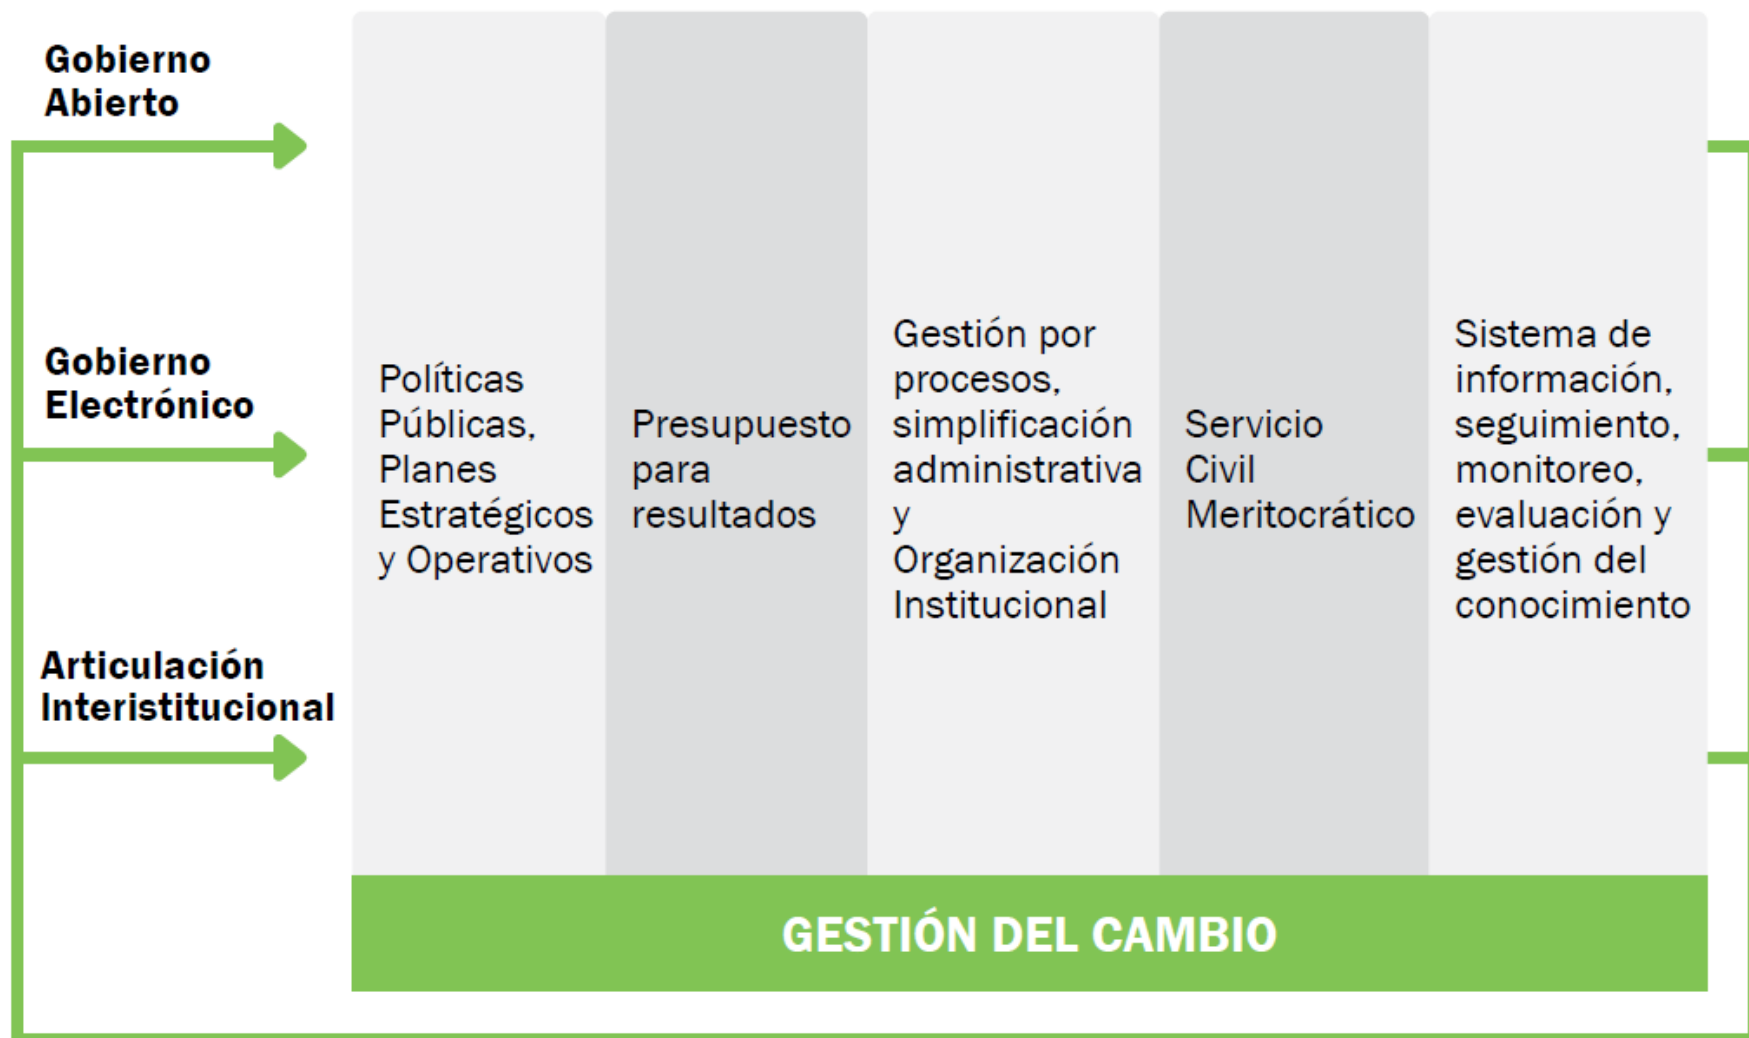 Gobierno
Abierto
Gobierno
Electrónico
Articulación
Interistitucional
Políticas
Públicas,
Planes
Estratégicos
y Operativos
Presupuesto
para
resultados
Gestión por
procesos,
simplificación
administrativa
y
Organización
Institucional
Servicio
Civil
Meritocrático
Sistema de
información,
seguimiento,
monitoreo,
evaluación y
gestión del
conocimiento
GESTIÓN DEL CAMBIO